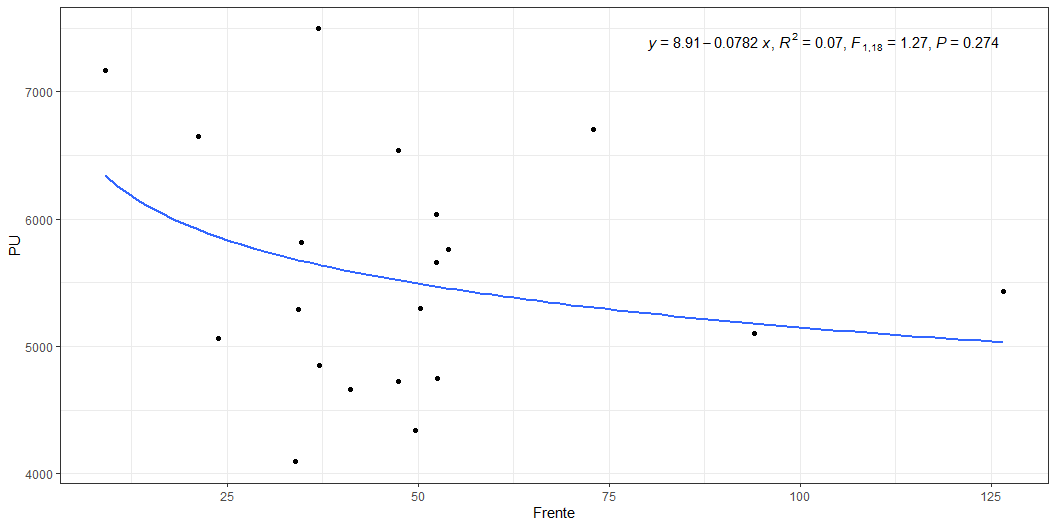 y = 8.91 − 0.0782 x, R² = 0.07, F₁,₁₈ = 1.27, P = 0.274
PU
7000
6000
5000
4000
25 50 75 100 125
Frente